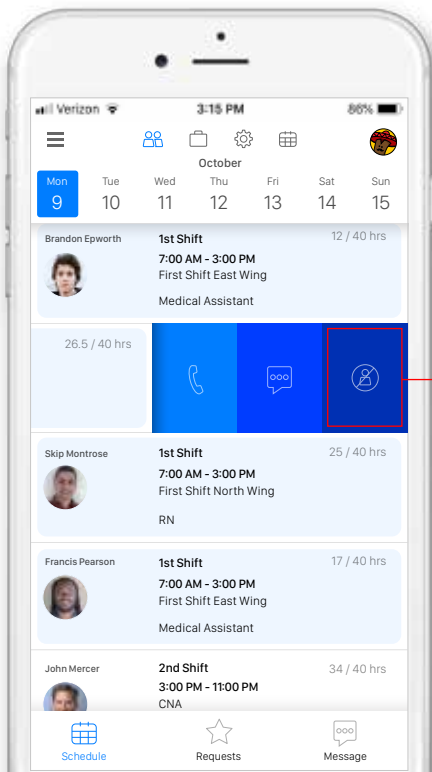 Verizon 3:15 PM 86%
October
Mon Tue Wed Thu Fri Sat Sun
9 10 11 12 13 14 15
Brandon Epworth 1st Shift 12 / 40 hrs
7:00 AM - 3:00 PM
First Shift East Wing
Medical Assistant
26.5 / 40 hrs
Skip Montrose 1st Shift 25 / 40 hrs
7:00 AM - 3:00 PM
First Shift North Wing
RN
Francis Pearson 1st Shift 17 / 40 hrs
7:00 AM - 3:00 PM
First Shift East Wing
Medical Assistant
John Mercer 2nd Shift 34 / 40 hrs
3:00 PM - 11:00 PM
CNA
Schedule Requests Message